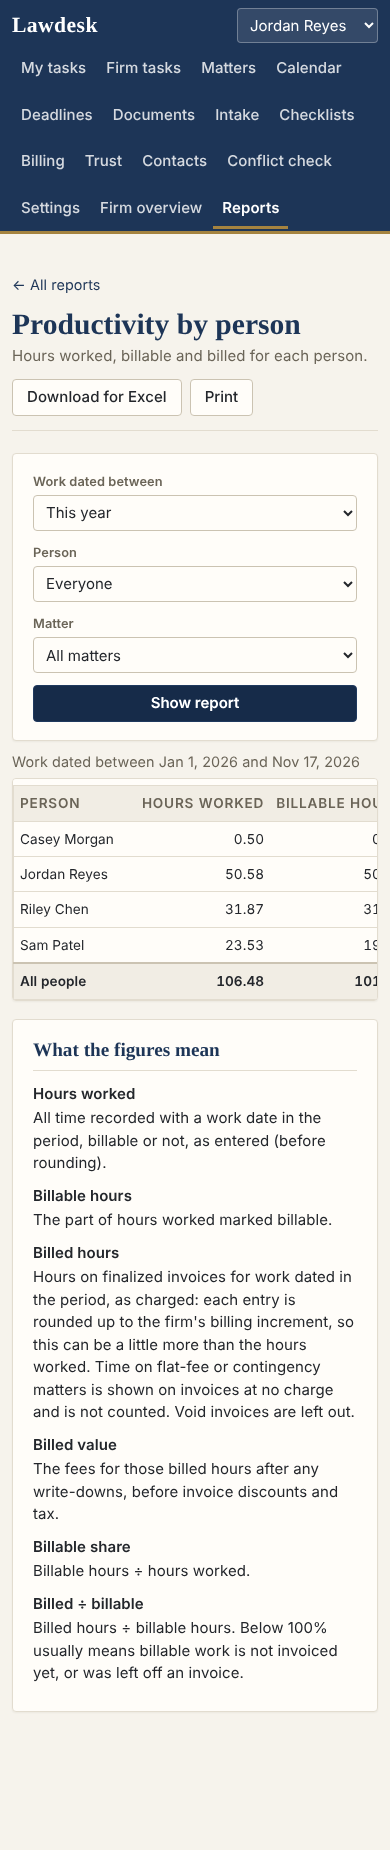 Lawdesk
Jordan Reyes
My tasks Firm tasks Matters Calendar
Deadlines Documents Intake Checklists
Billing Trust Contacts Conflict check
Settings Firm overview Reports
← All reports
Productivity by person
Hours worked, billable and billed for each person.
Download for Excel Print
Work dated between
This year
Person
Everyone
Matter
All matters
Show report
Work dated between Jan 1, 2026 and Nov 17, 2026
PERSON HOURS WORKED BILLABLE
Casey Morgan 0.50
Jordan Reyes 50.58
Riley Chen 31.87
Sam Patel 23.53
All people 106.48
What the figures mean
Hours worked
All time recorded with a work date in the
period, billable or not, as entered (before
rounding).
Billable hours
The part of hours worked marked billable.
Billed hours
Hours on finalized invoices for work dated in
the period, as charged: each entry is
rounded up to the firm's billing increment, so
this can be a little more than the hours
worked. Time on flat-fee or contingency
matters is shown on invoices at no charge
and is not counted. Void invoices are left out.
Billed value
The fees for those billed hours after any
write-downs, before invoice discounts and
tax.
Billable share
Billable hours ÷ hours worked.
Billed ÷ billable
Billed hours ÷ billable hours. Below 100%
usually means billable work is not invoiced
yet, or was left off an invoice.